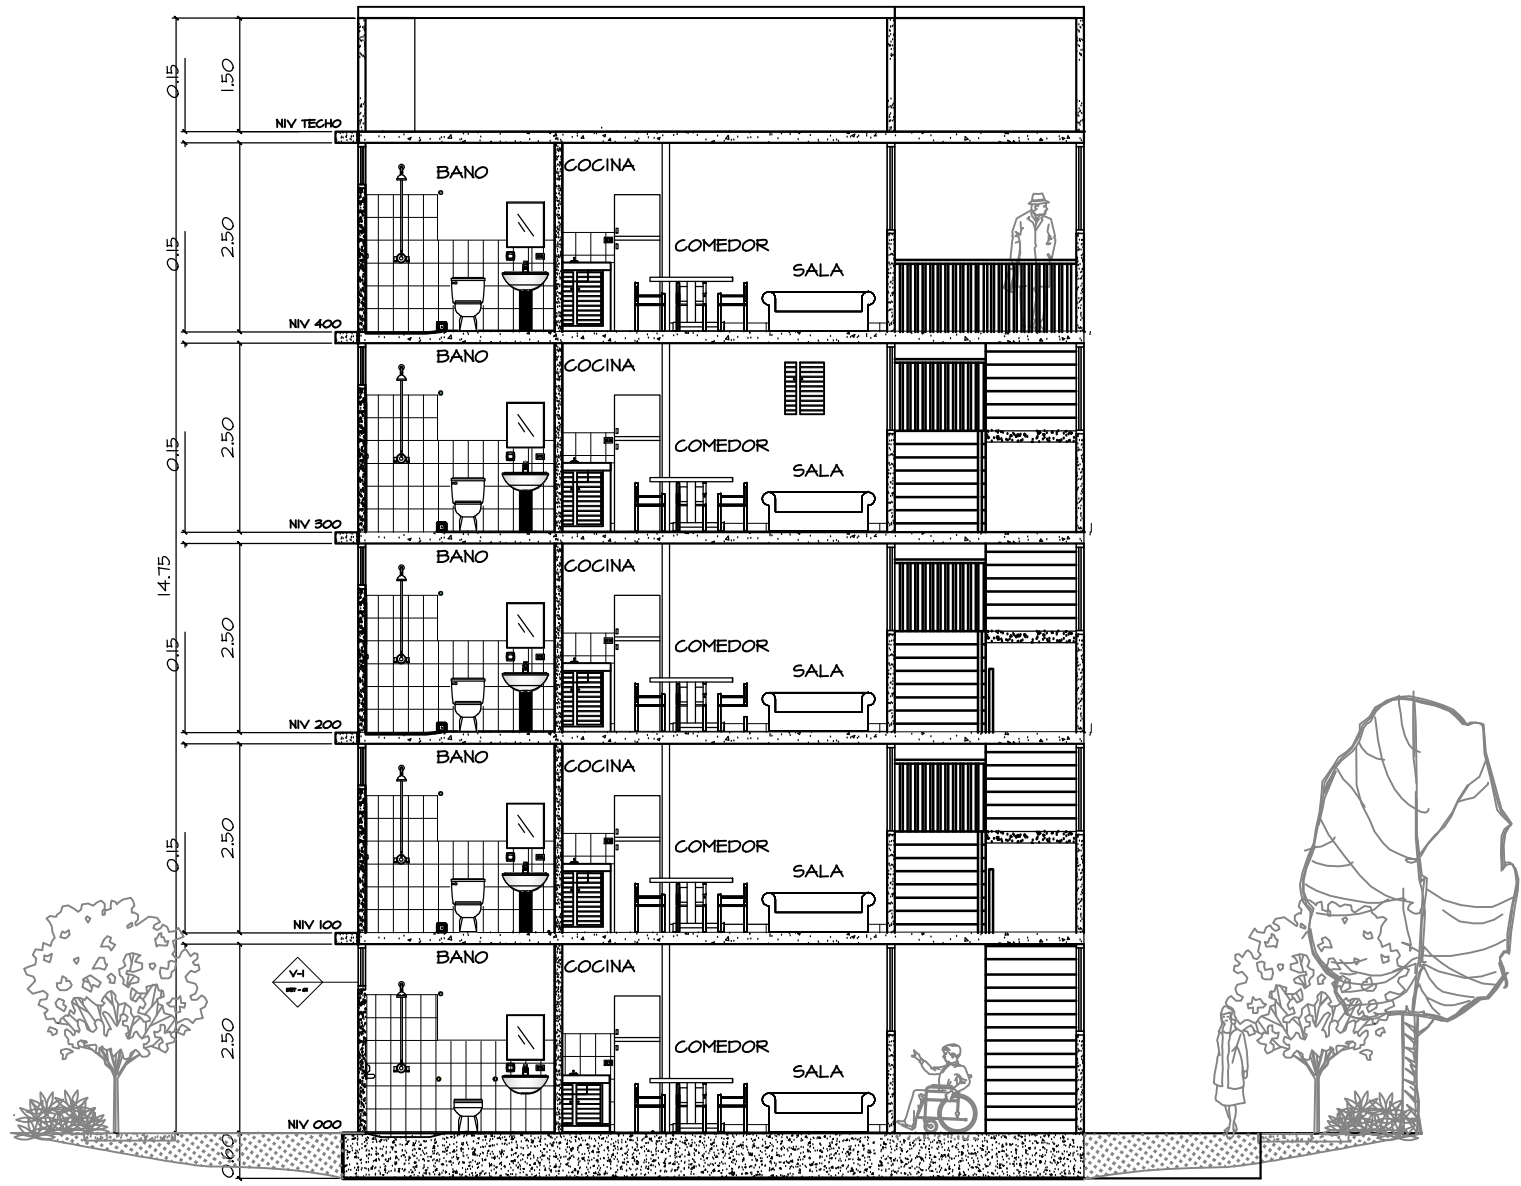 0.15
1.50
NIV TECHO
BANO
COCINA
0.15
2.50
COMEDOR
SALA
NIV 400
BANO
COCINA
0.15
2.50
COMEDOR
SALA
NIV 300
BANO
COCINA
14.75
0.15
2.50
COMEDOR
SALA
NIV 200
BANO
COCINA
0.15
2.50
COMEDOR
SALA
NIV 100
BANO
COCINA
V-1
2.50
COMEDOR
SALA
NIV 000
0.60